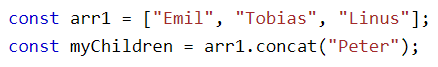 const arr1 = ["Emil", "Tobias", "Linus"];
const myChildren = arr1.concat("Peter");